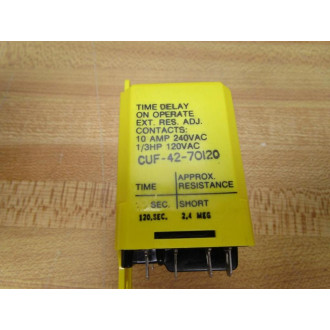 TIME DELAY
ON OPERATE
EXT. RES. ADJ.
CONTACTS:
10 AMP 240VAC
1/3HP 120VAC
CUF-42-70120
TIME APPROX. RESISTANCE
SEC. SHORT
120.SEC. 2.4 MEG